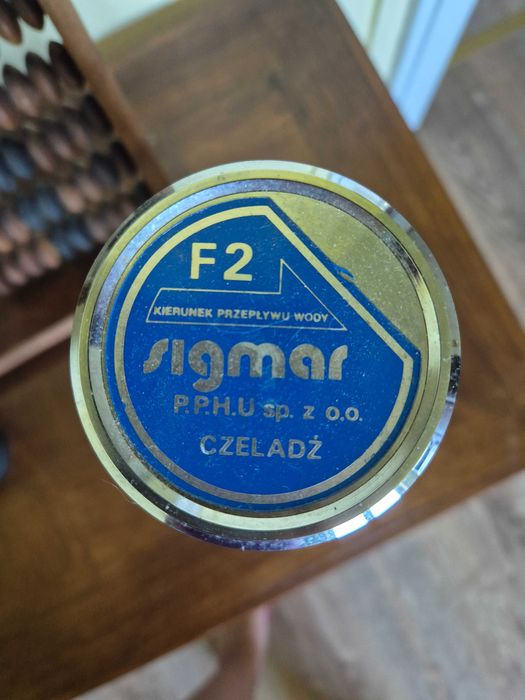 F2
KIERUNEK PRZEPŁYWU WODY
sigmar
P.P.H.U sp. z o.o.
CZELADŹ